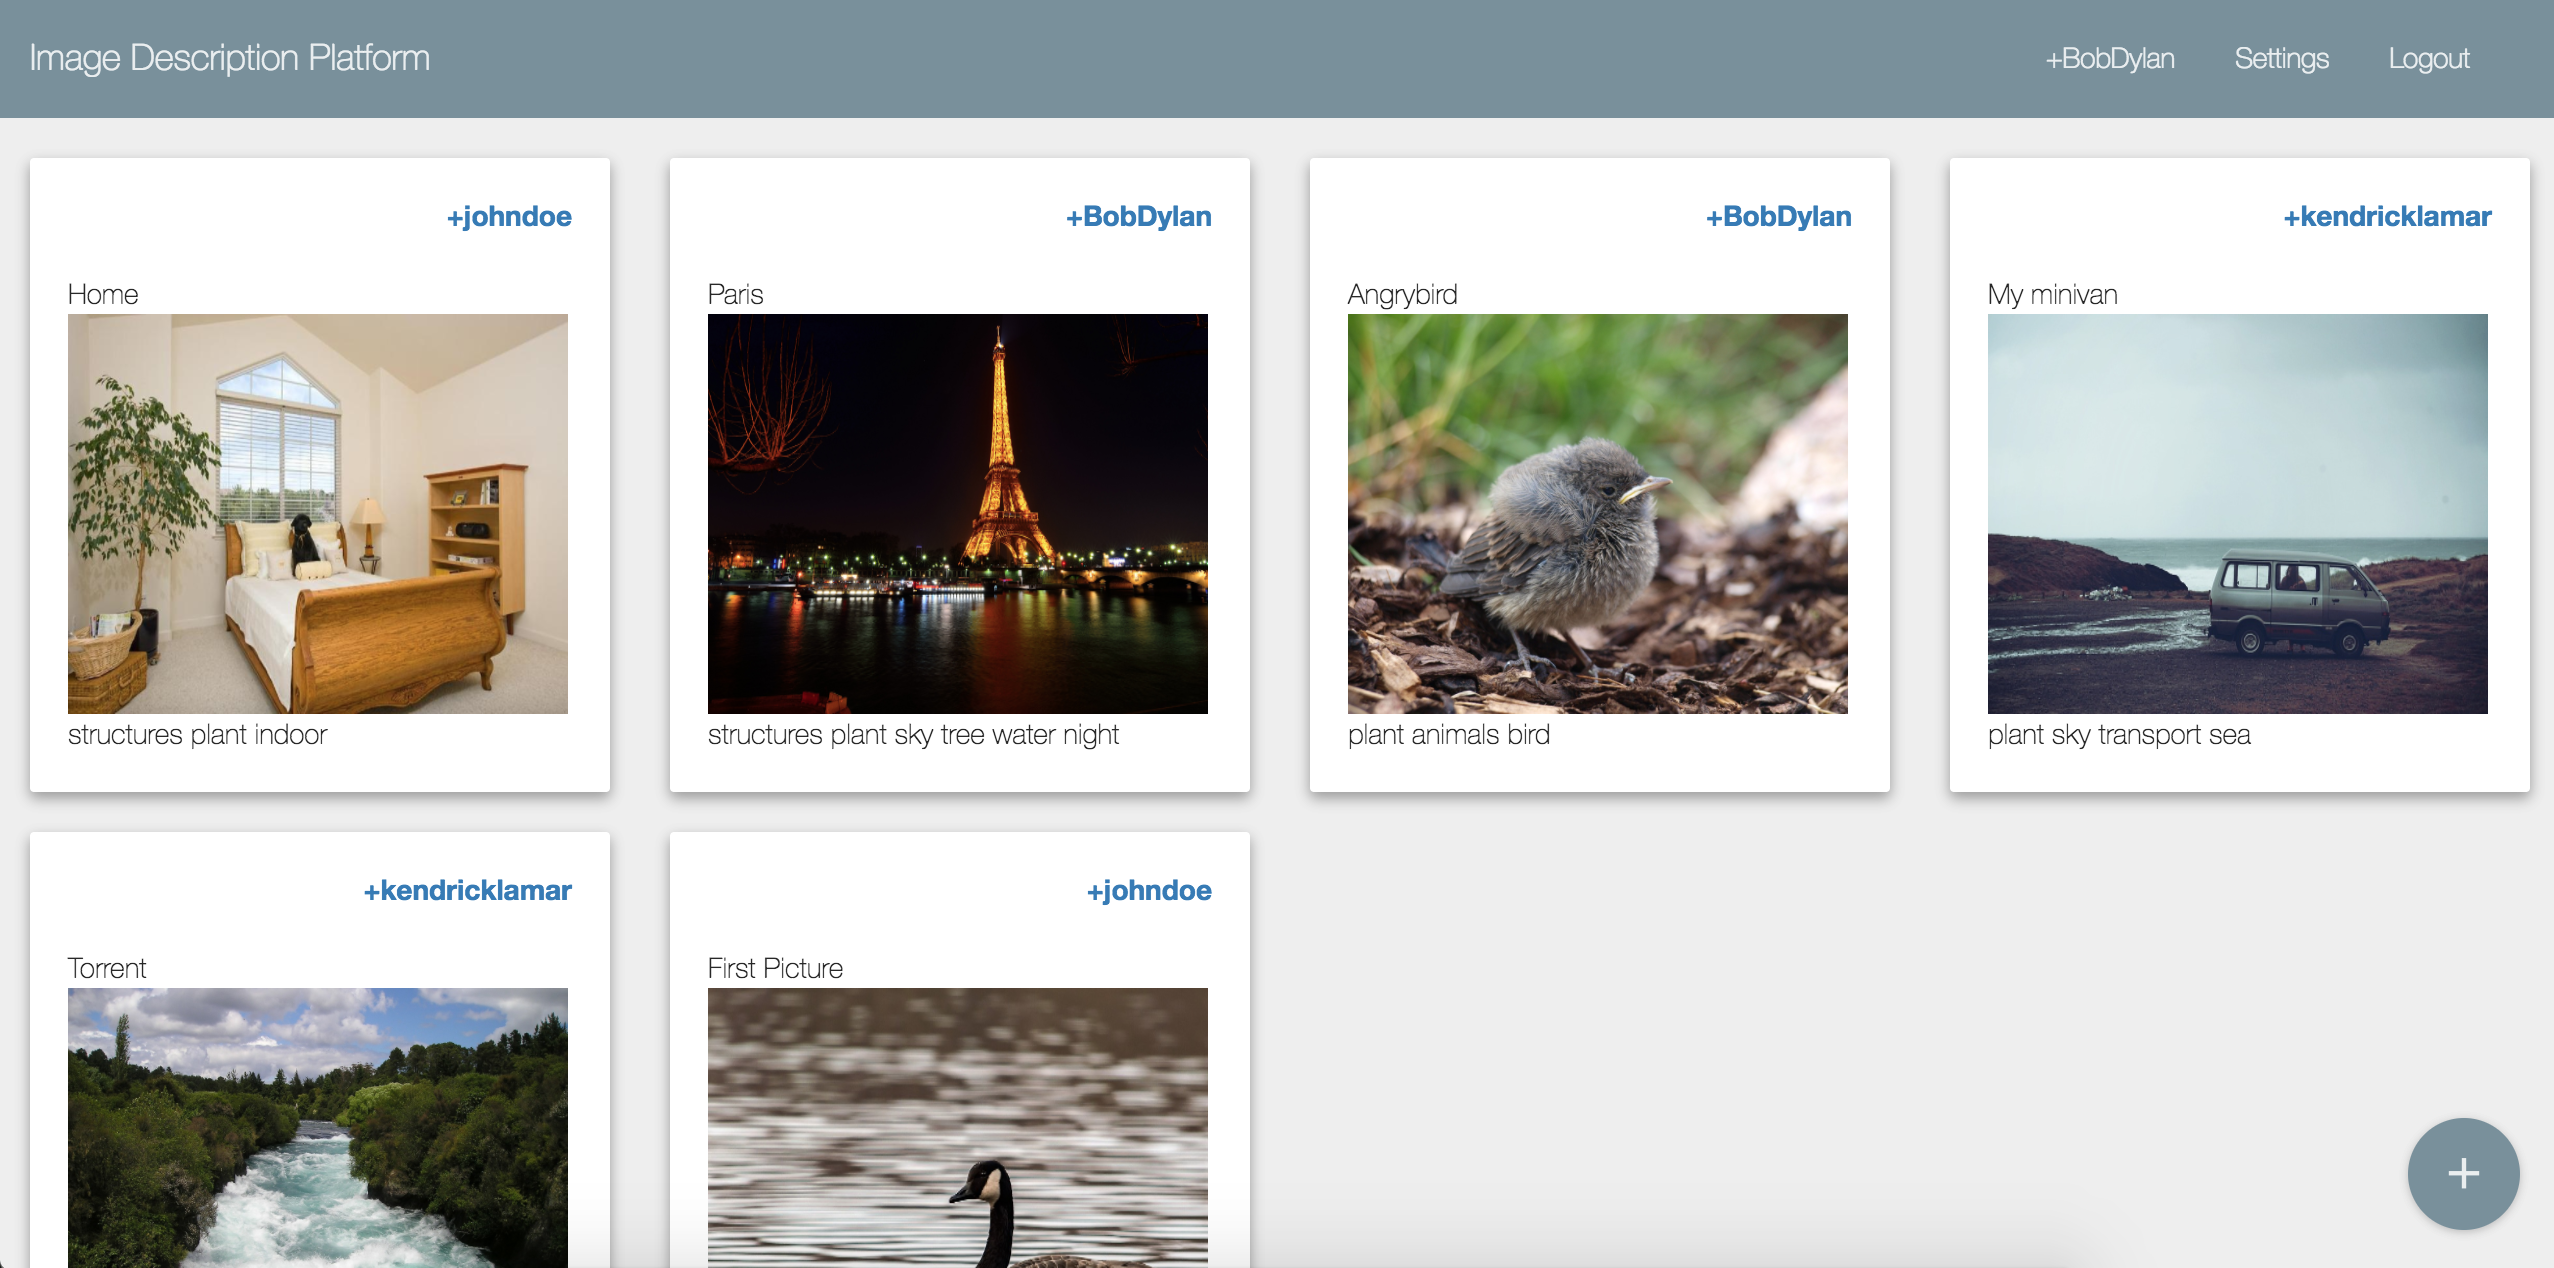 Image Description Platform
+BobDylan
Settings
Logout
+johndoe
Home
structures plant indoor
+BobDylan
Paris
structures plant sky tree water night
+BobDylan
Angrybird
plant animals bird
+kendricklamar
My minivan
plant sky transport sea
+kendricklamar
Torrent
+johndoe
First Picture
+